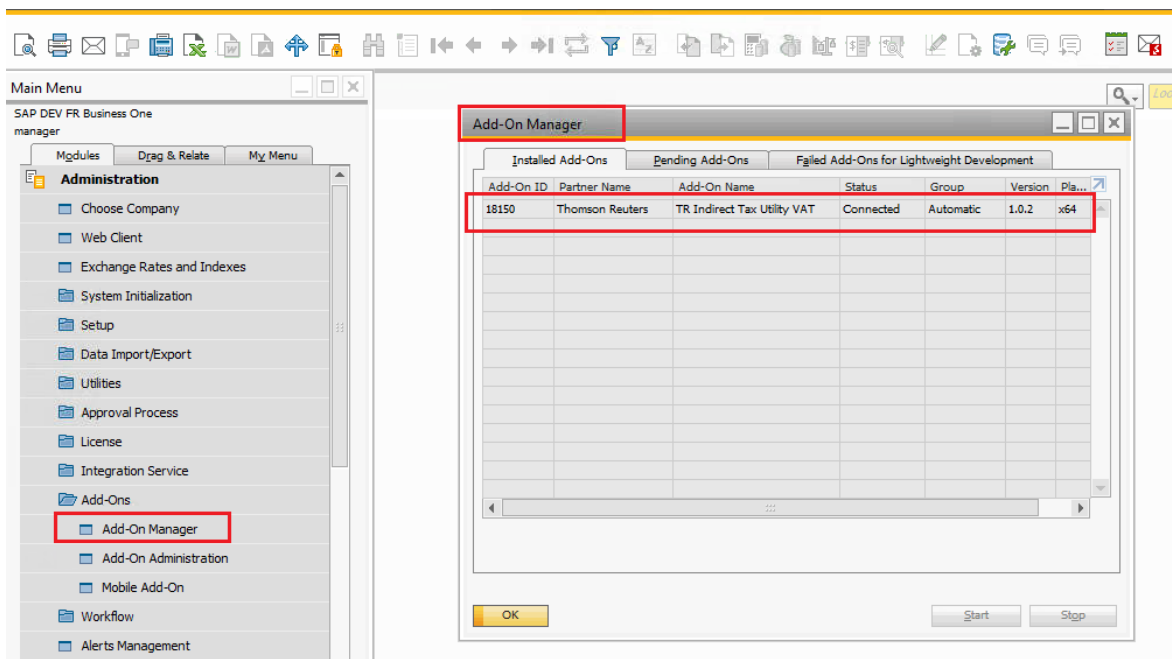 Main Menu
SAP DEV FR Business One
manager
Modules Drag & Relate My Menu
Administration
Choose Company
Web Client
Exchange Rates and Indexes
System Initialization
Setup
Data Import/Export
Utilities
Approval Process
License
Integration Service
Add-Ons
Add-On Manager
Add-On Administration
Mobile Add-On
Workflow
Alerts Management
Add-On Manager
Installed Add-Ons Pending Add-Ons Failed Add-Ons for Lightweight Development
Add-On ID Partner Name Add-On Name Status Group Version Pla...
18150 Thomson Reuters TR Indirect Tax Utility VAT Connected Automatic 1.0.2 x64
OK Start Stop